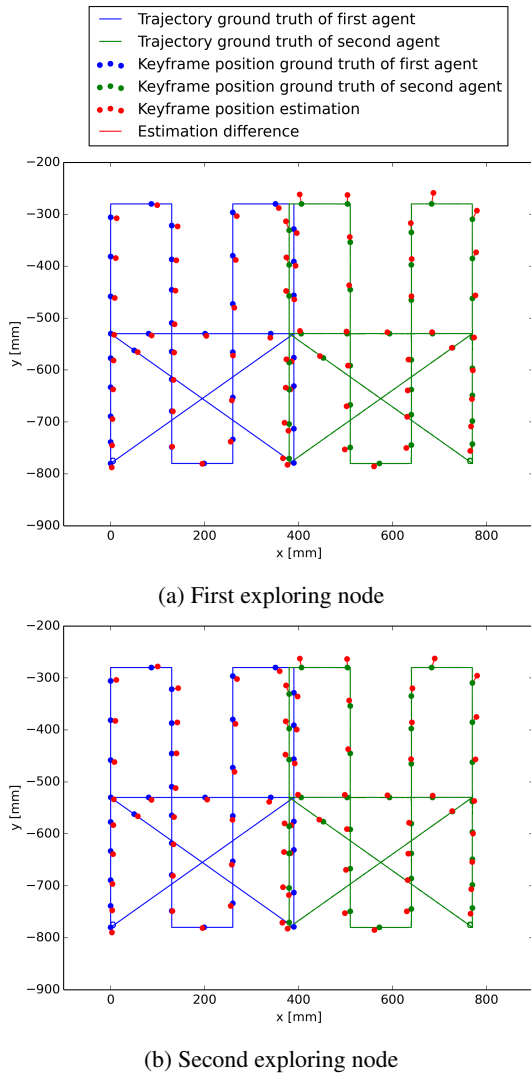 Trajectory ground truth of first agent
Trajectory ground truth of second agent
Keyframe position ground truth of first agent
Keyframe position ground truth of second agent
Keyframe position estimation
Estimation difference
−200
−300
−400
−500
−600
−700
−800
−900
y [mm]
0
200
400
600
800
x [mm]
(a) First exploring node
−200
−300
−400
−500
−600
−700
−800
−900
y [mm]
0
200
400
600
800
x [mm]
(b) Second exploring node